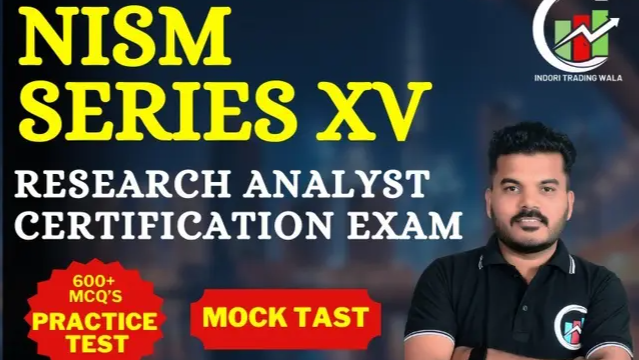 NISM
SERIES XV
INDORI TRADING WALA
RESEARCH ANALYST
CERTIFICATION EXAM
600+
MCQ'S
PRACTICE
TEST
MOCK TAST